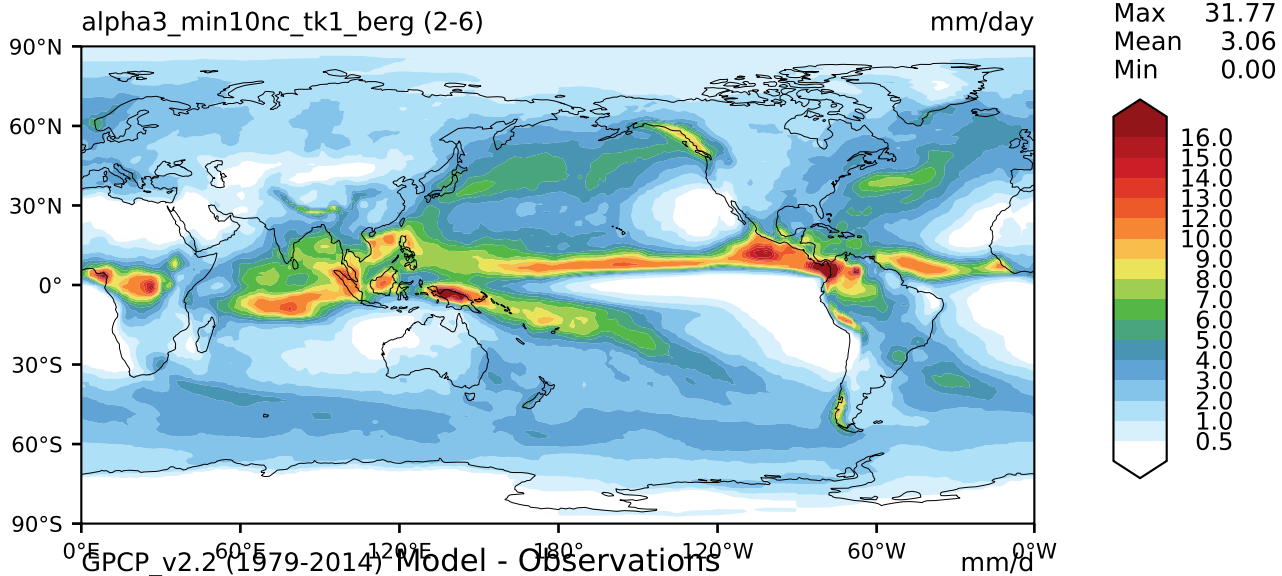 alpha3_min10nc_tk1_berg (2-6) mm/day
Max 31.77
Mean 3.06
Min 0.00
90°N
60°N
30°N
0°
30°S
60°S
90°S
0°E 60°E 120°E 180° 120°W 60°W 0°W
GPCP_v2.2 (1979-2014) Model - Observations mm/d
16.0
15.0
14.0
13.0
12.0
10.0
9.0
8.0
7.0
6.0
5.0
4.0
3.0
2.0
1.0
0.5